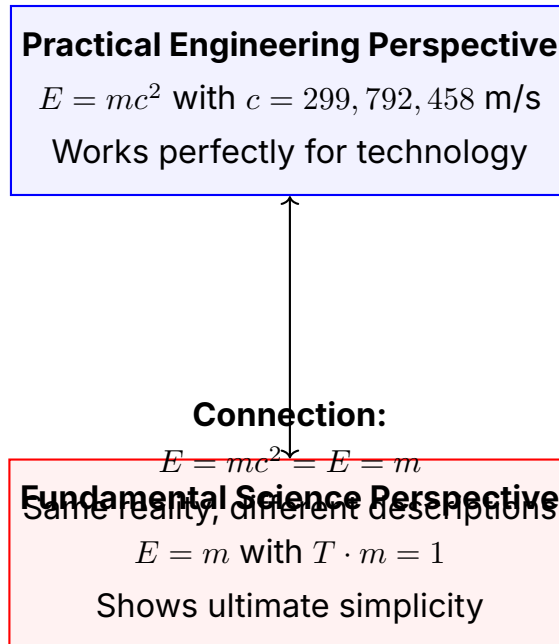 Practical Engineering Perspective
E = mc² with c = 299,792,458 m/s
Works perfectly for technology
Connection:
E = mc² = E = m
Same reality, different descriptions
Fundamental Science Perspective
E = m with T · m = 1
Shows ultimate simplicity